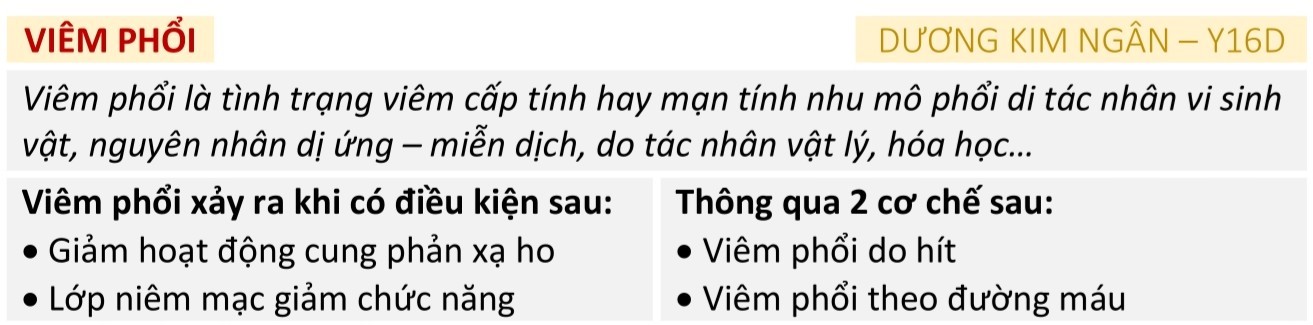 VIÊM PHỔI
DƯƠNG KIM NGÂN – Y16D
Viêm phổi là tình trạng viêm cấp tính hay mạn tính nhu mô phổi di tác nhân vi sinh
vật, nguyên nhân dị ứng – miễn dịch, do tác nhân vật lý, hóa học...
Viêm phổi xảy ra khi có điều kiện sau:
• Giảm hoạt động cung phản xạ ho
• Lớp niêm mạc giảm chức năng
Thông qua 2 cơ chế sau:
• Viêm phổi do hít
• Viêm phổi theo đường máu